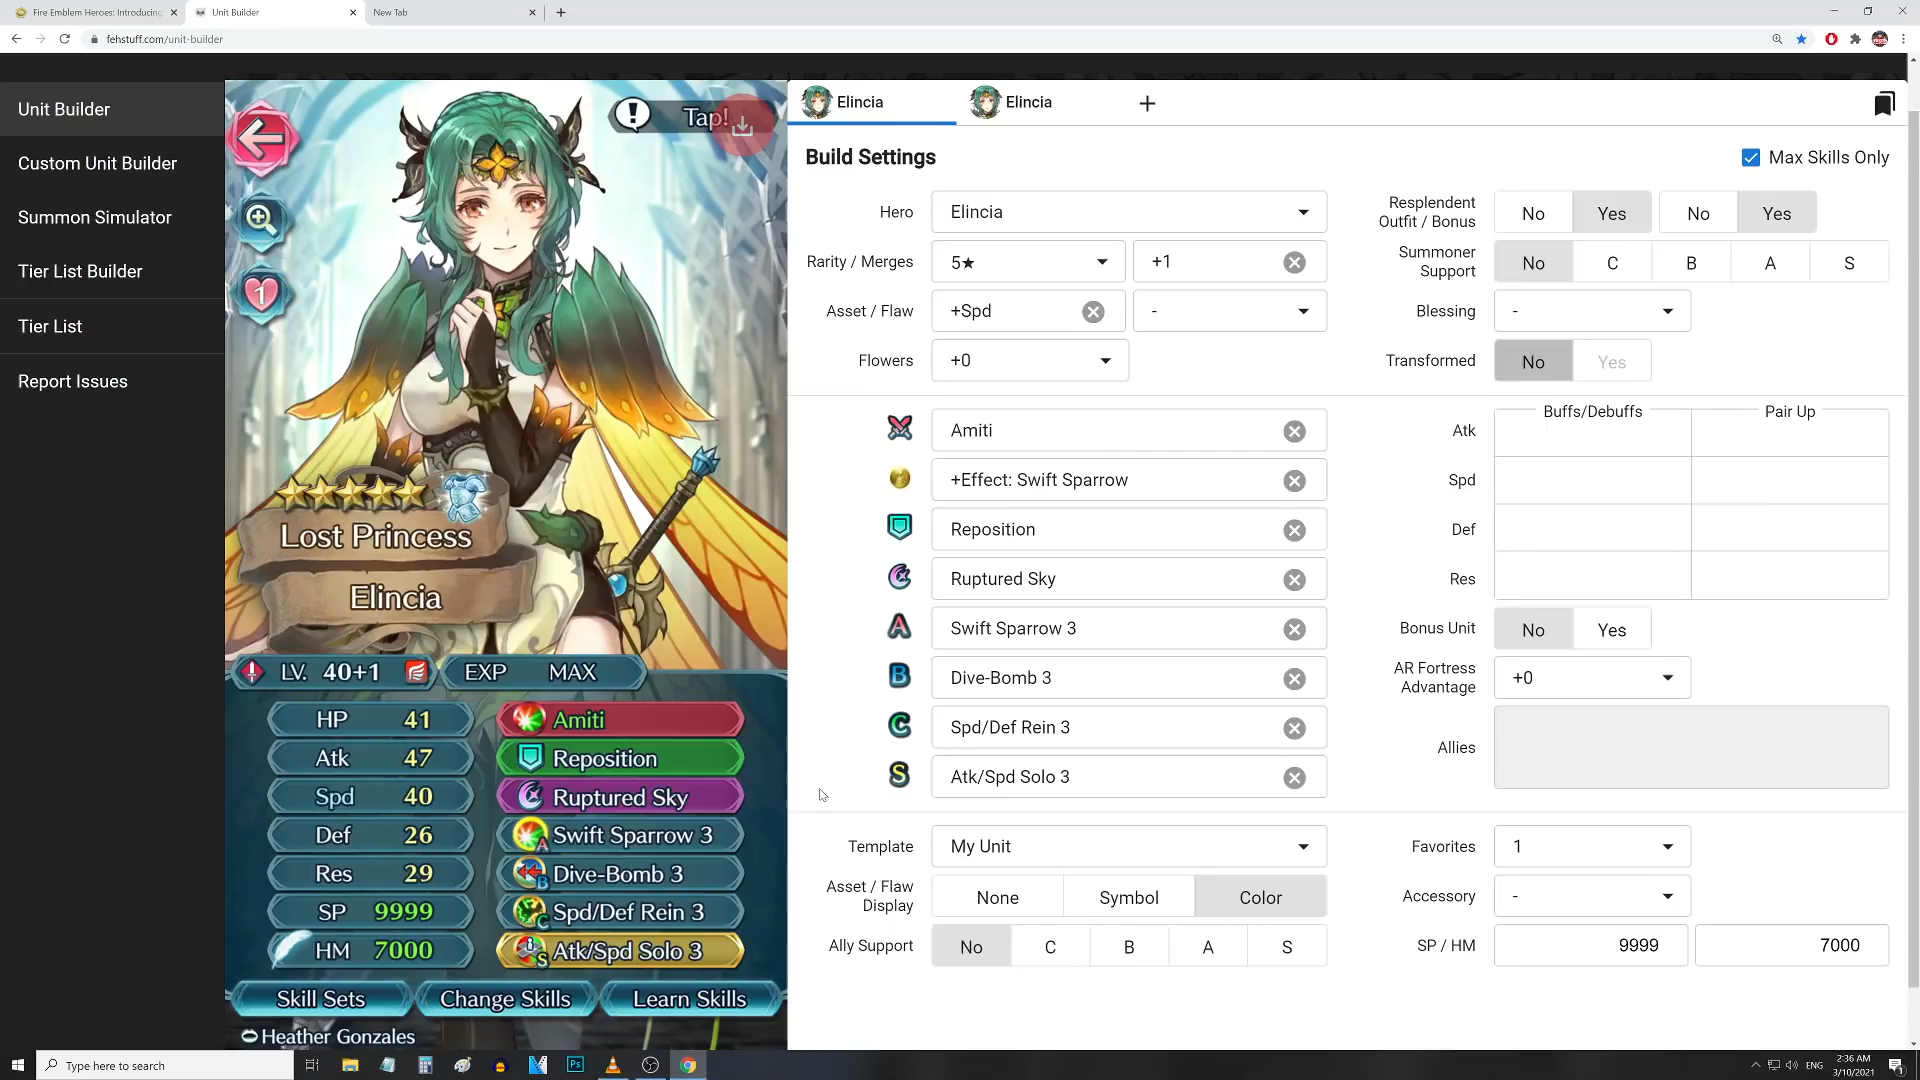 Fire Emblem Heroes: Introducing
Unit Builder
New Tab
fehstuff.com/unit-builder
Unit Builder
Custom Unit Builder
Summon Simulator
Tier List Builder
Tier List
Report Issues
Tap!
1
Lost Princess
Elincia
LV. 40+1
EXP MAX
HP 41
Amiti
Atk 47
Reposition
Spd 40
Ruptured Sky
Def 26
Swift Sparrow 3
Res 29
Dive-Bomb 3
SP 9999
Spd/Def Rein 3
HM 7000
Atk/Spd Solo 3
Skill Sets
Change Skills
Learn Skills
Heather Gonzales
Elincia
Elincia
Build Settings
Max Skills Only
Hero
Elincia
Resplendent
Outfit / Bonus
No Yes No Yes
Rarity / Merges
5★
+1
Summoner
Support
No C B A S
Asset / Flaw
+Spd
-
Blessing
-
Flowers
+0
Transformed
No Yes
Buffs/Debuffs
Pair Up
Amiti
Atk
+Effect: Swift Sparrow
Spd
Reposition
Def
Ruptured Sky
Res
A
Swift Sparrow 3
Bonus Unit
No Yes
B
Dive-Bomb 3
AR Fortress
Advantage
+0
C
Spd/Def Rein 3
Allies
S
Atk/Spd Solo 3
Template
My Unit
Favorites
1
Asset / Flaw
Display
None Symbol Color
Accessory
-
Ally Support
No C B A S
SP / HM
9999
7000
Type here to search
Ps
ENG
2:36 AM
3/10/2021